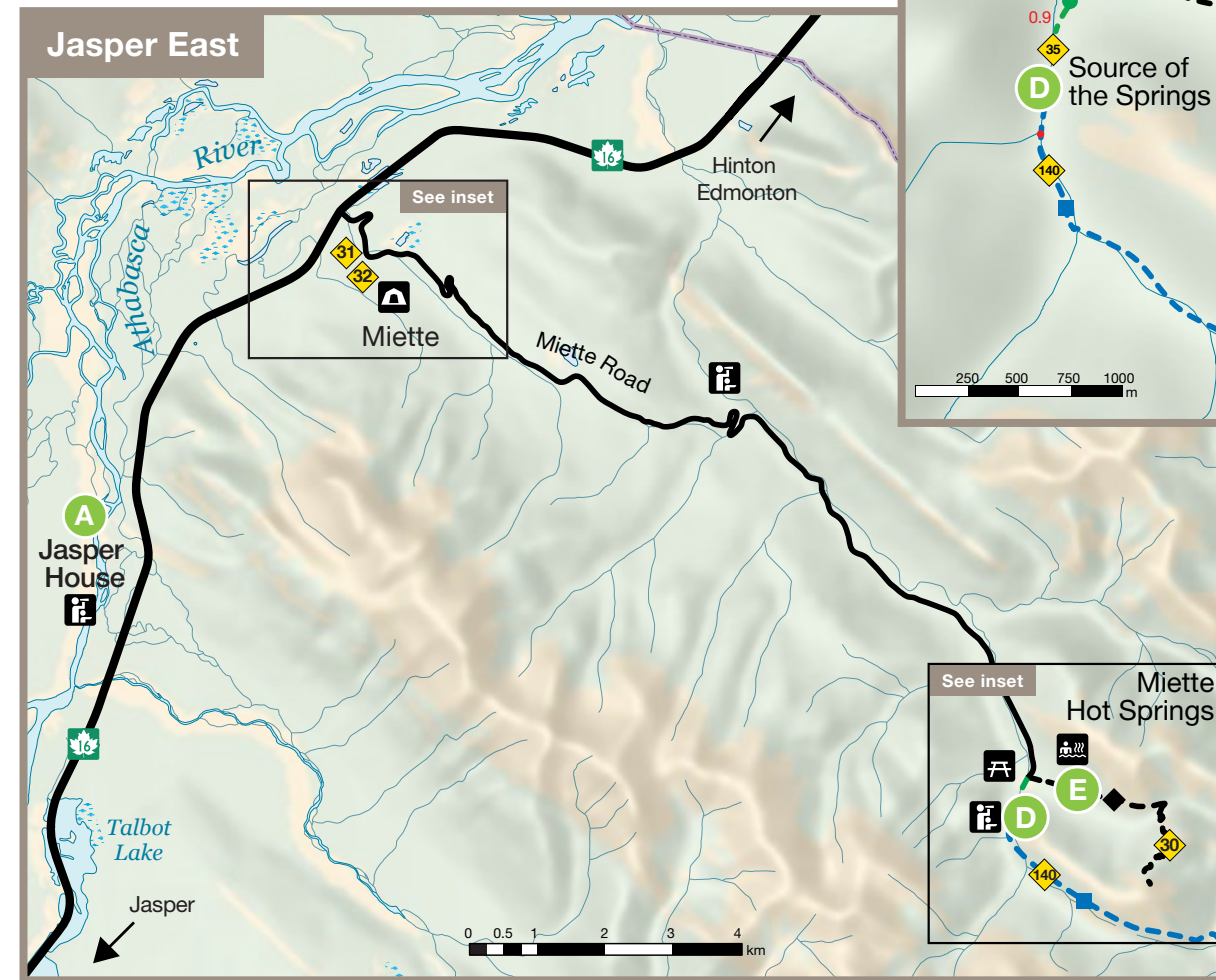 Jasper East
0.9
35
D
Source of
the Springs
140
250 500 750 1000
m
River
Athabasca
16
Hinton
Edmonton
See inset
31
32
Miette
Miette Road
A
Jasper
House
16
Talbot
Lake
Jasper
0 0.5 1 2 3 4
km
See inset
Miette
Hot Springs
E
D
30
140